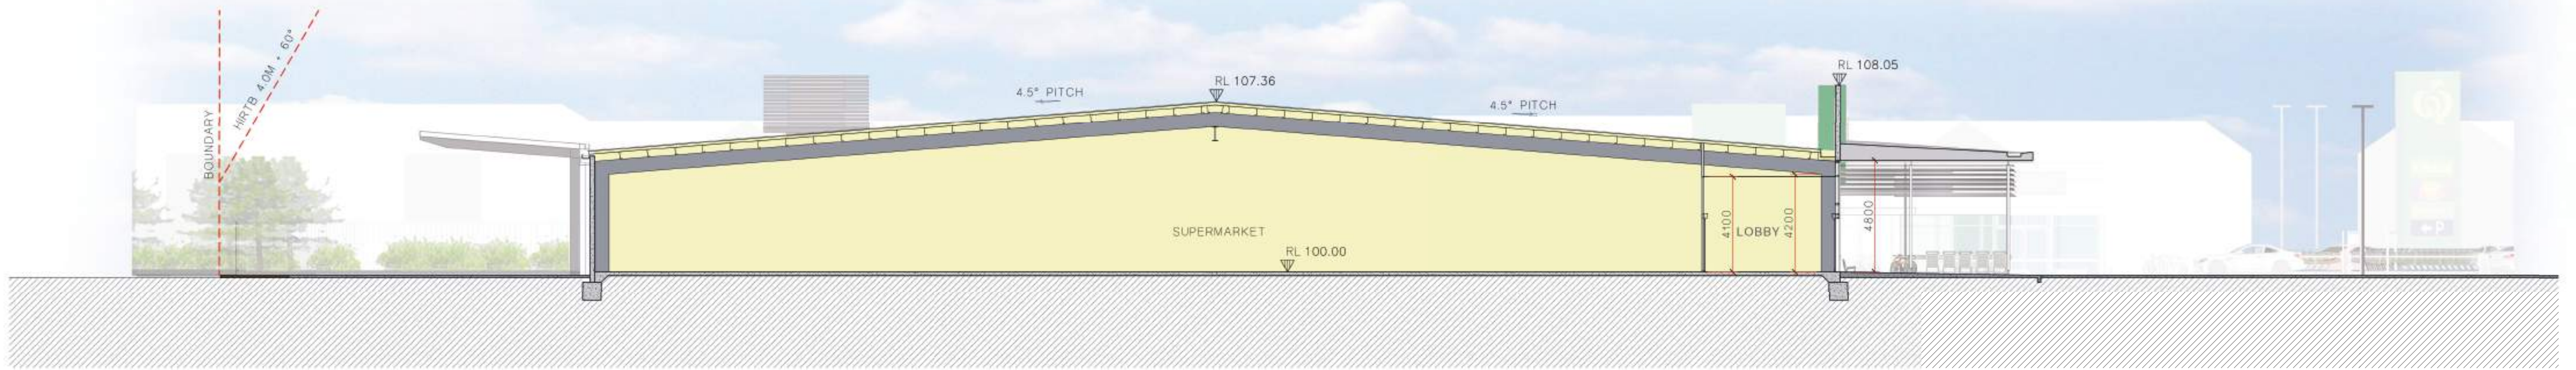 BOUNDARY
HIRTB 4.0M + 60°
4.5° PITCH
RL 107.36
4.5° PITCH
RL 108.05
SUPERMARKET
RL 100.00
4100
LOBBY
4200
4800
←P